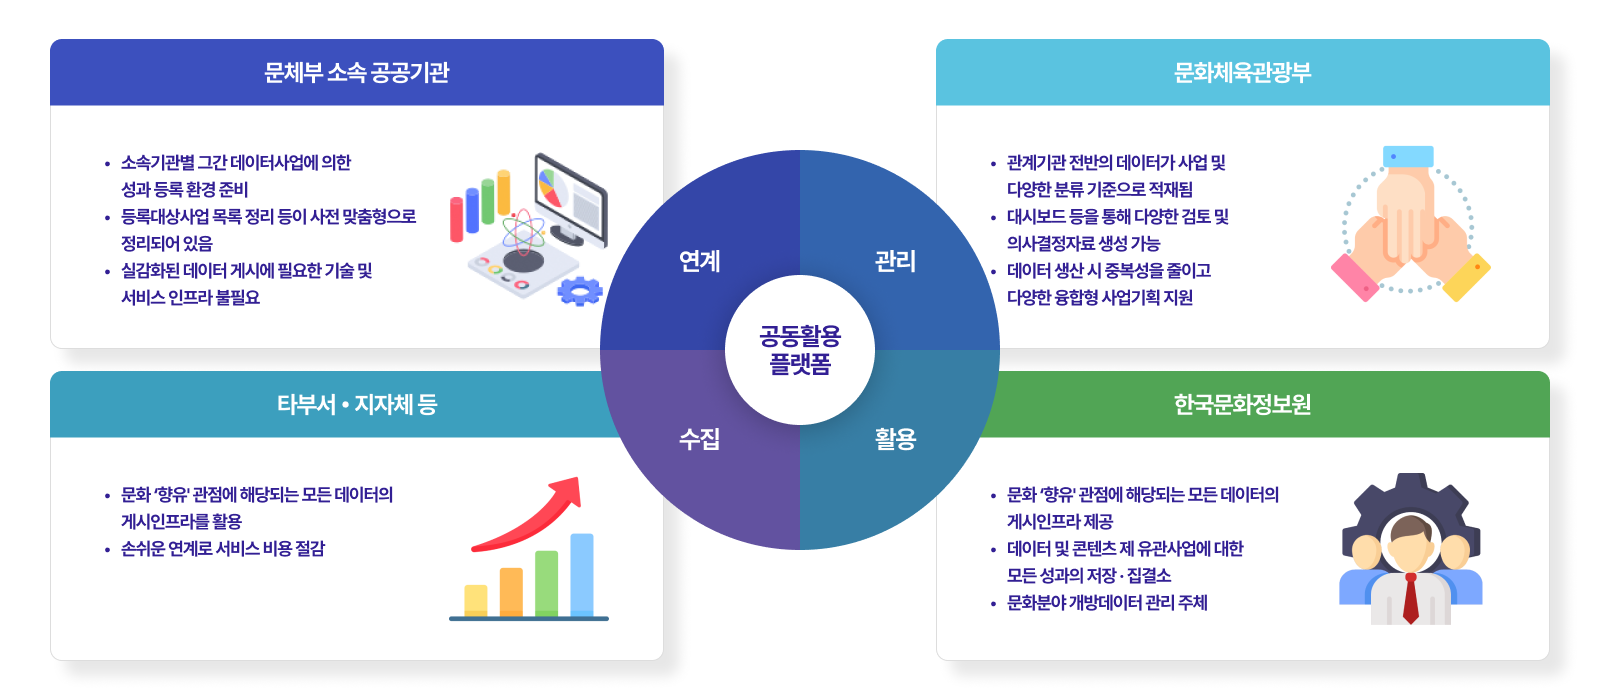 문체부 소속 공공기관
• 소속기관별 그간 데이터사업에 의한
성과 등록 환경 준비
• 등록대상사업 목록 정리 등이 사전 맞춤형으로
정리되어 있음
• 실감화된 데이터 게시에 필요한 기술 및
서비스 인프라 불필요
문화체육관광부
• 관계기관 전반의 데이터가 사업 및
다양한 분류 기준으로 적재됨
• 대시보드 등을 통해 다양한 검토 및
의사결정자료 생성 가능
• 데이터 생산 시 중복성을 줄이고
다양한 융합형 사업기획 지원
연계
관리
공동활용
플랫폼
수집
활용
타부서 • 지자체 등
• 문화 ‘향유' 관점에 해당되는 모든 데이터의
게시인프라를 활용
• 손쉬운 연계로 서비스 비용 절감
한국문화정보원
• 문화 ‘향유' 관점에 해당되는 모든 데이터의
게시인프라 제공
• 데이터 및 콘텐츠 제 유관사업에 대한
모든 성과의 저장 · 집결소
• 문화분야 개방데이터 관리 주체